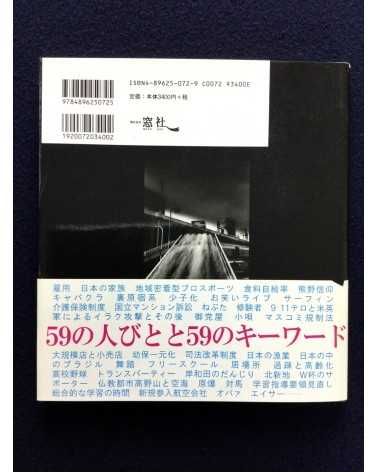 ISBN4-89625-072-9 C0072 ¥3400E
定価：本体3400円+税
9784896250725
1920072034002
株式会社
窓社
雇用 日本の家族 地域密着型プロスポーツ 食料自給率 熊野信仰
キャバクラ 裏原宿系 少子化 お笑いライブ サーフィン
介護保険制度 国立マンション訴訟 ねぶた 修験者 9.11テロと米英
家によるイラク攻撃とその後 御党屋 小唄 マスコミ規制法
59の人びとと59のキーワード
大規模店と小売店 幼保一元化 司法改革制度 日本の漁業 日本の中
のブラジル 舞踏 フリースクール 居場所 過疎と高齢化
高校野球 トランスパーティー 岸和田のだんじり 北新地 W杯のサ
ポーター 仏教都市高野山と空海 原爆 対馬 学習指導要領見直し
総合的な学習の時間 新規参入航空会社 オバァ エイサー